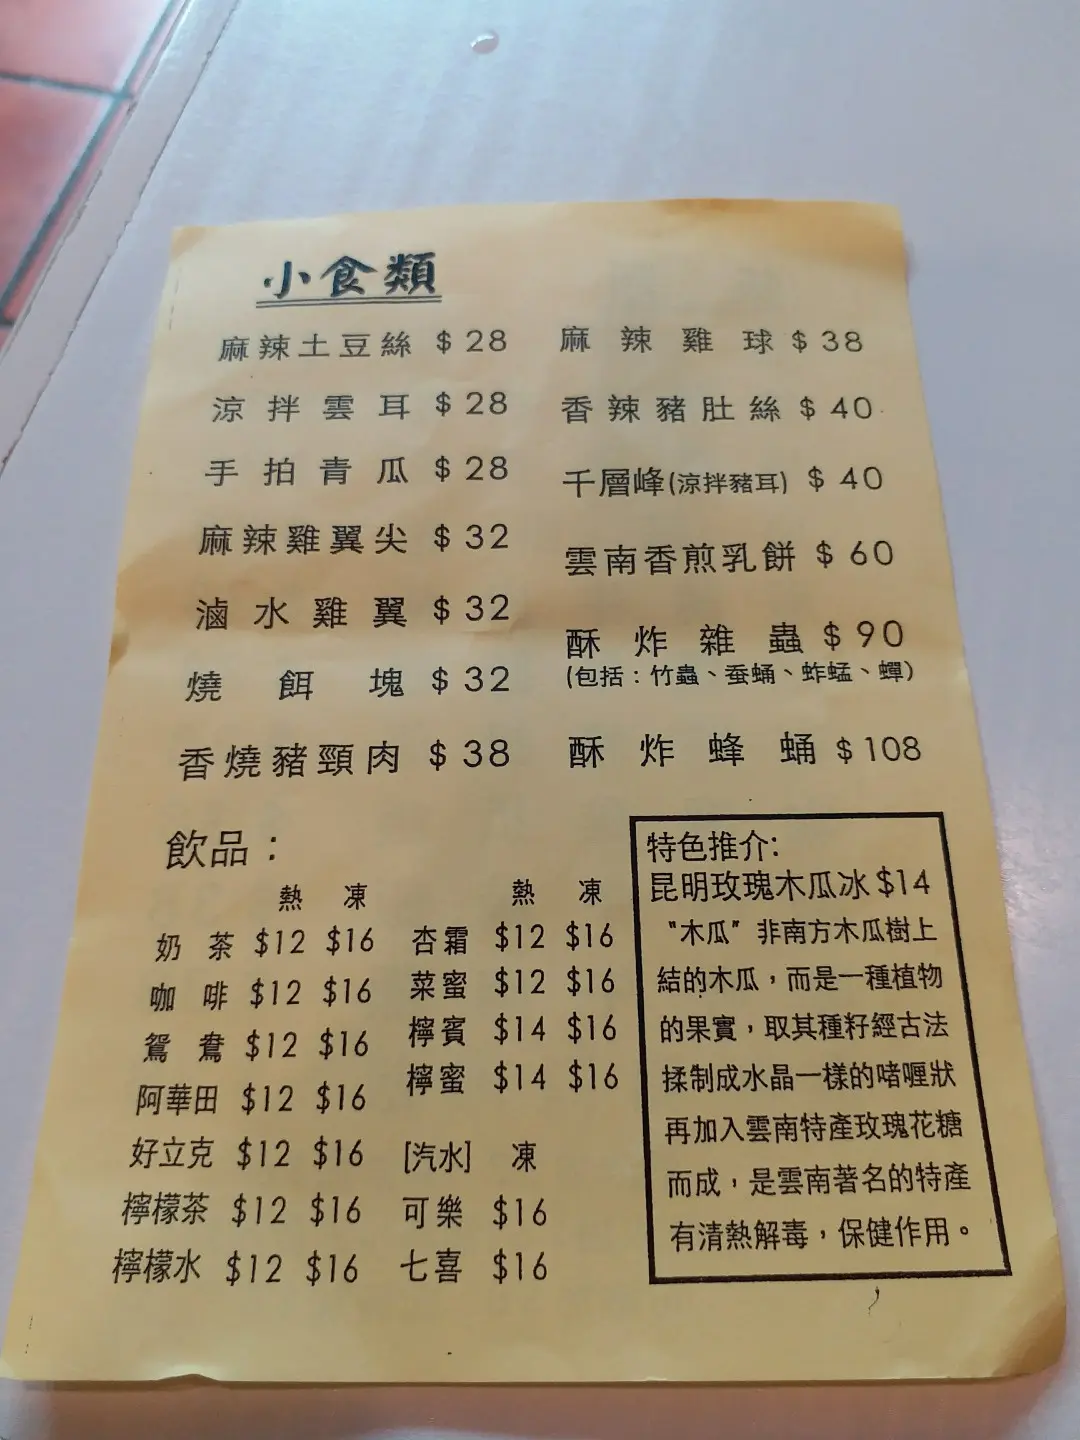 小食類
麻辣土豆絲 $28
涼拌雲耳 $28
手拍青瓜 $28
麻辣雞翼尖 $32
滷水雞翼 $32
燒餌塊 $32
香燒豬頸肉 $38
麻辣雞球 $38
香辣豬肚絲 $40
千層峰(涼拌豬耳) $40
雲南香煎乳餅 $60
酥炸雜蟲 $90
(包括：竹蟲、蚕蛹、蚱蜢、蟬)
酥炸蜂蛹 $108
飲品：
熱 凍
奶茶 $12 $16
咖啡 $12 $16
鴛鴦 $12 $16
阿華田 $12 $16
好立克 $12 $16
檸檬茶 $12 $16
檸檬水 $12 $16
熱 凍
杏霜 $12 $16
菜蜜 $12 $16
檸賓 $14 $16
檸蜜 $14 $16
[汽水] 凍
可樂 $16
七喜 $16
特色推介:
昆明玫瑰木瓜冰 $14
"木瓜" 非南方木瓜樹上
結的木瓜，而是一種植物
的果實，取其種籽經古法
揉制成水晶一樣的啫喱狀
再加入雲南特產玫瑰花糖
而成，是雲南著名的特產
有清熱解毒，保健作用。